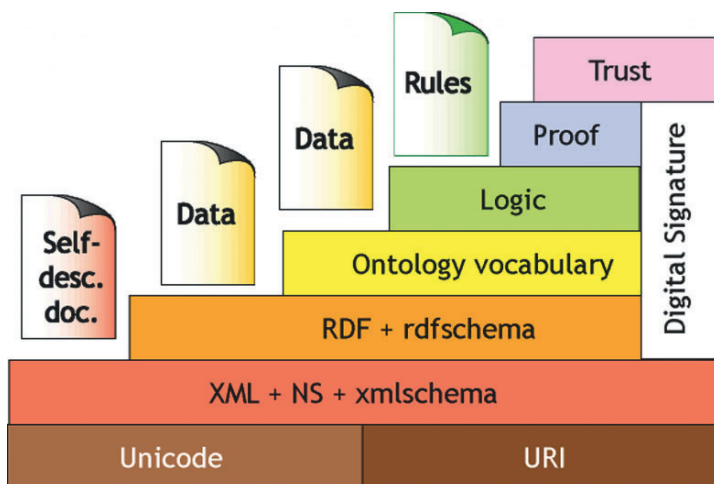 Rules
Trust
Data
Proof
Data
Logic
Self-
desc.
doc.
Ontology vocabulary
Digital Signature
RDF + rdfschema
XML + NS + xmlschema
Unicode
URI